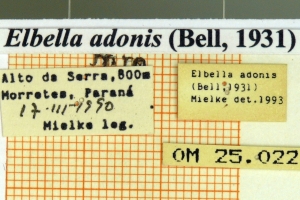 Elbella adonis (Bell, 1931)
Alto da Serra, 800m
Morretes, Paraná
17-III-1990
Mielke leg.
Elbella adonis
(Bell, 1931)
Mielke det.1993
OM 25.022